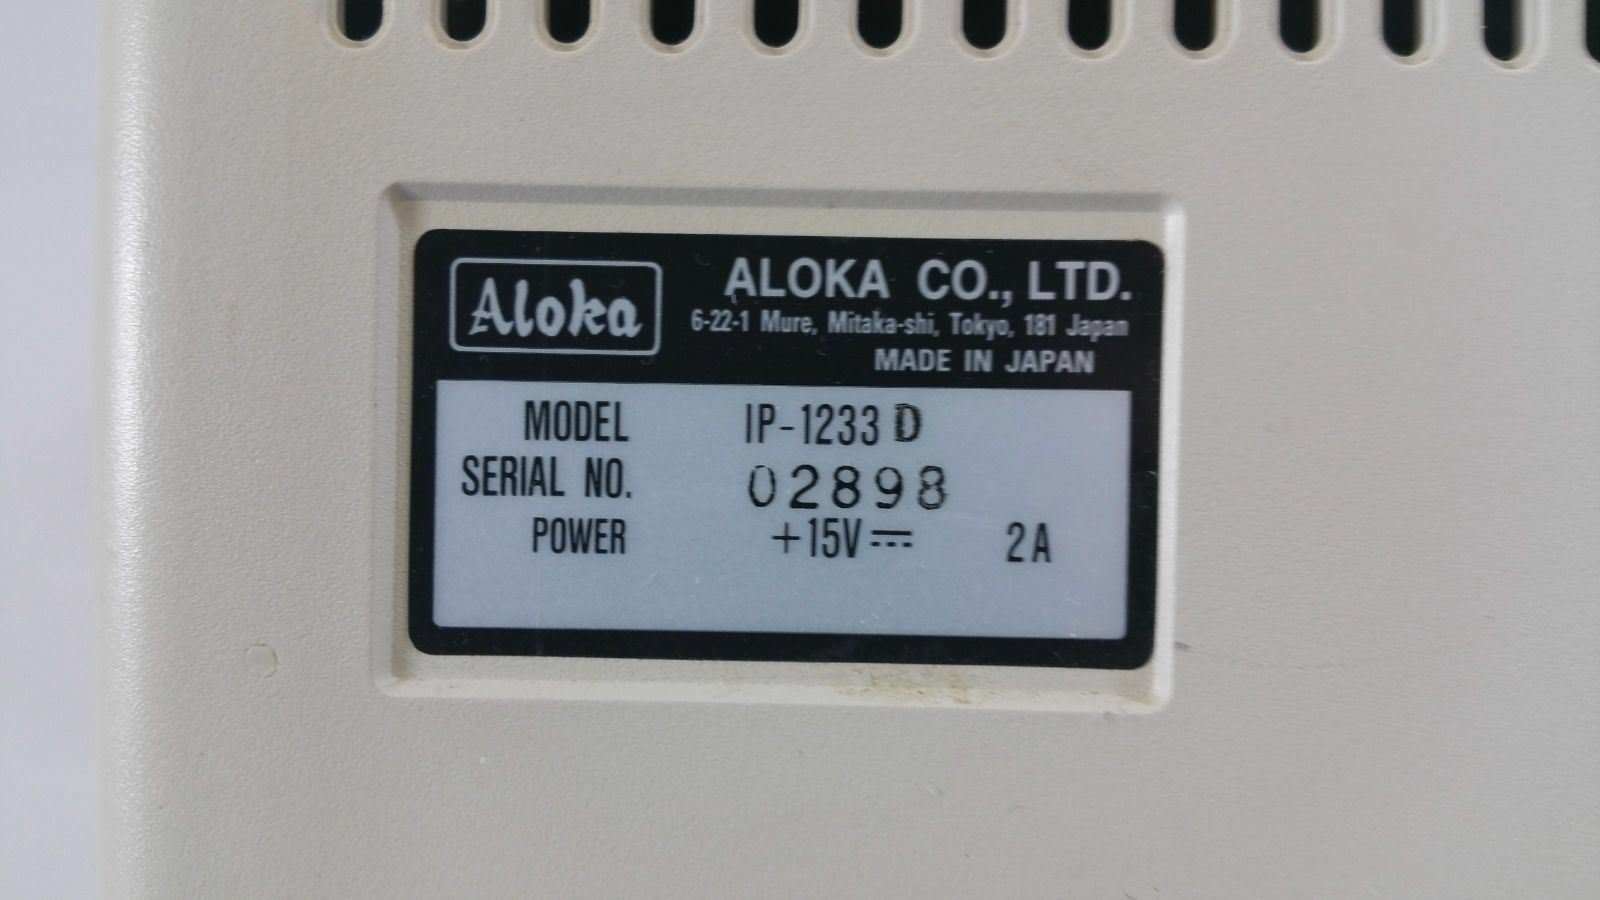 Aloka
ALOKA CO., LTD.
6-22-1 Mure, Mitaka-shi, Tokyo, 181 Japan
MADE IN JAPAN
MODEL IP-1233 D
SERIAL NO. 02898
POWER +15V⎓ 2A